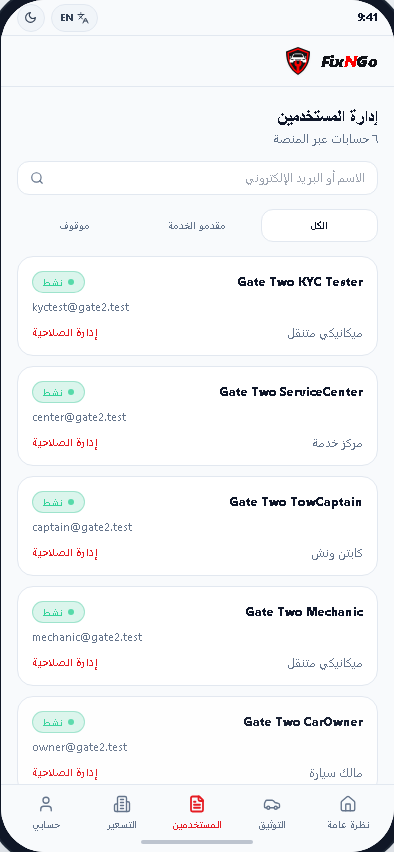 9:41
EN
FixNGo
إدارة المستخدمين
٦ حسابات عبر المنصة
الاسم أو البريد الإلكتروني
الكل
مقدمو الخدمة
موقوف
Gate Two KYC Tester
نشط
kyctest@gate2.test
ميكانيكي متنقل
إدارة الصلاحية
Gate Two ServiceCenter
نشط
center@gate2.test
مركز خدمة
إدارة الصلاحية
Gate Two TowCaptain
نشط
captain@gate2.test
كابتن ونش
إدارة الصلاحية
Gate Two Mechanic
نشط
mechanic@gate2.test
ميكانيكي متنقل
إدارة الصلاحية
Gate Two CarOwner
نشط
owner@gate2.test
مالك سيارة
إدارة الصلاحية
نظرة عامة
التوثيق
المستخدمين
التسعير
حسابي